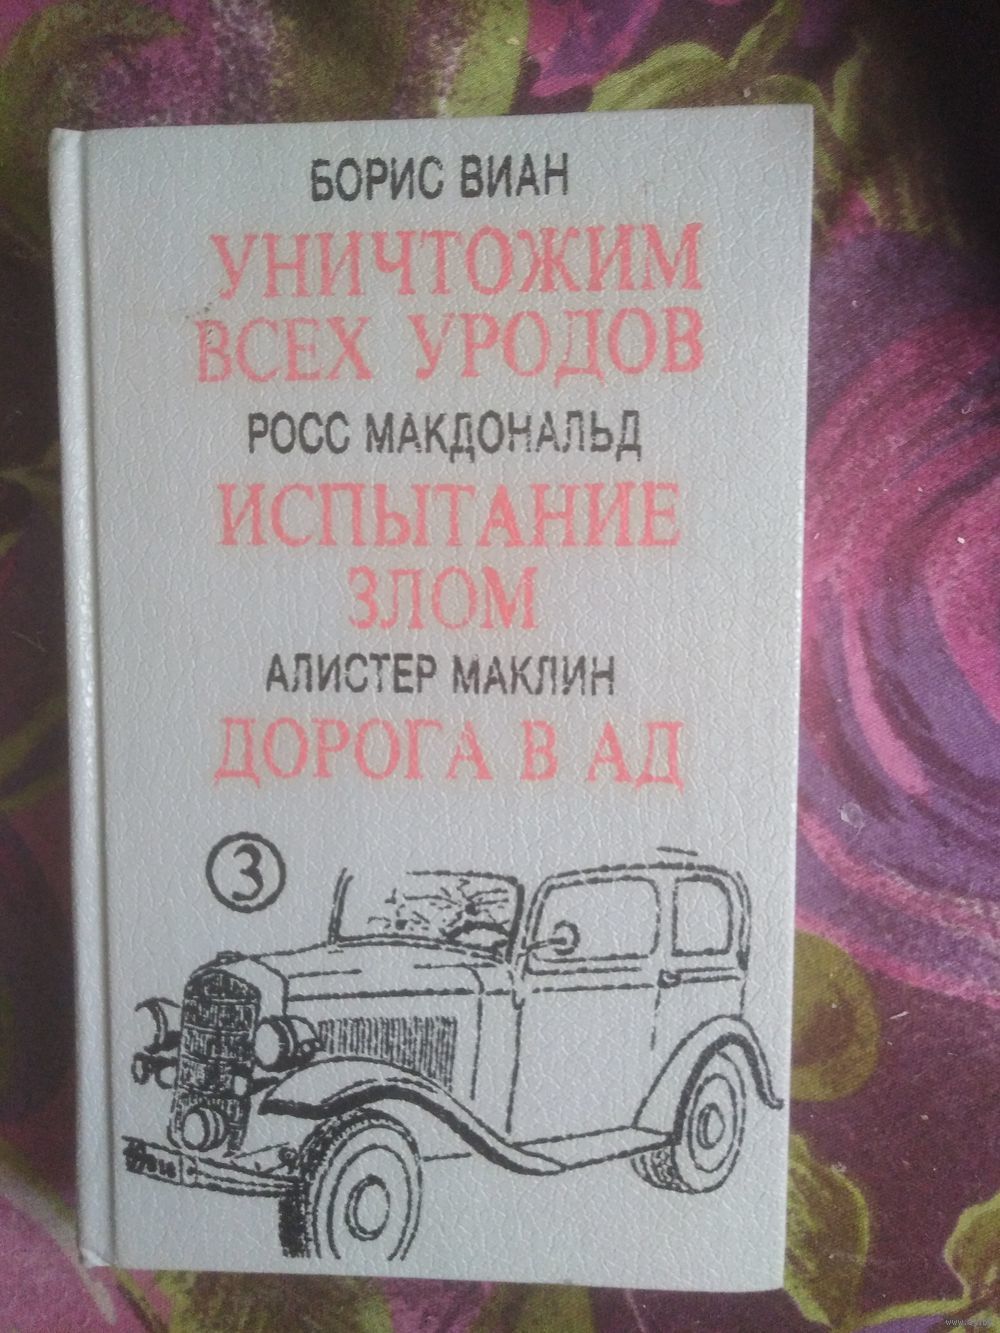 БОРИС ВИАН
УНИЧТОЖИМ
ВСЕХ УРОДОВ
РОСС МАКДОНАЛЬД
ИСПЫТАНИЕ
ЗЛОМ
АЛИСТЕР МАКЛИН
ДОРОГА В АД
3